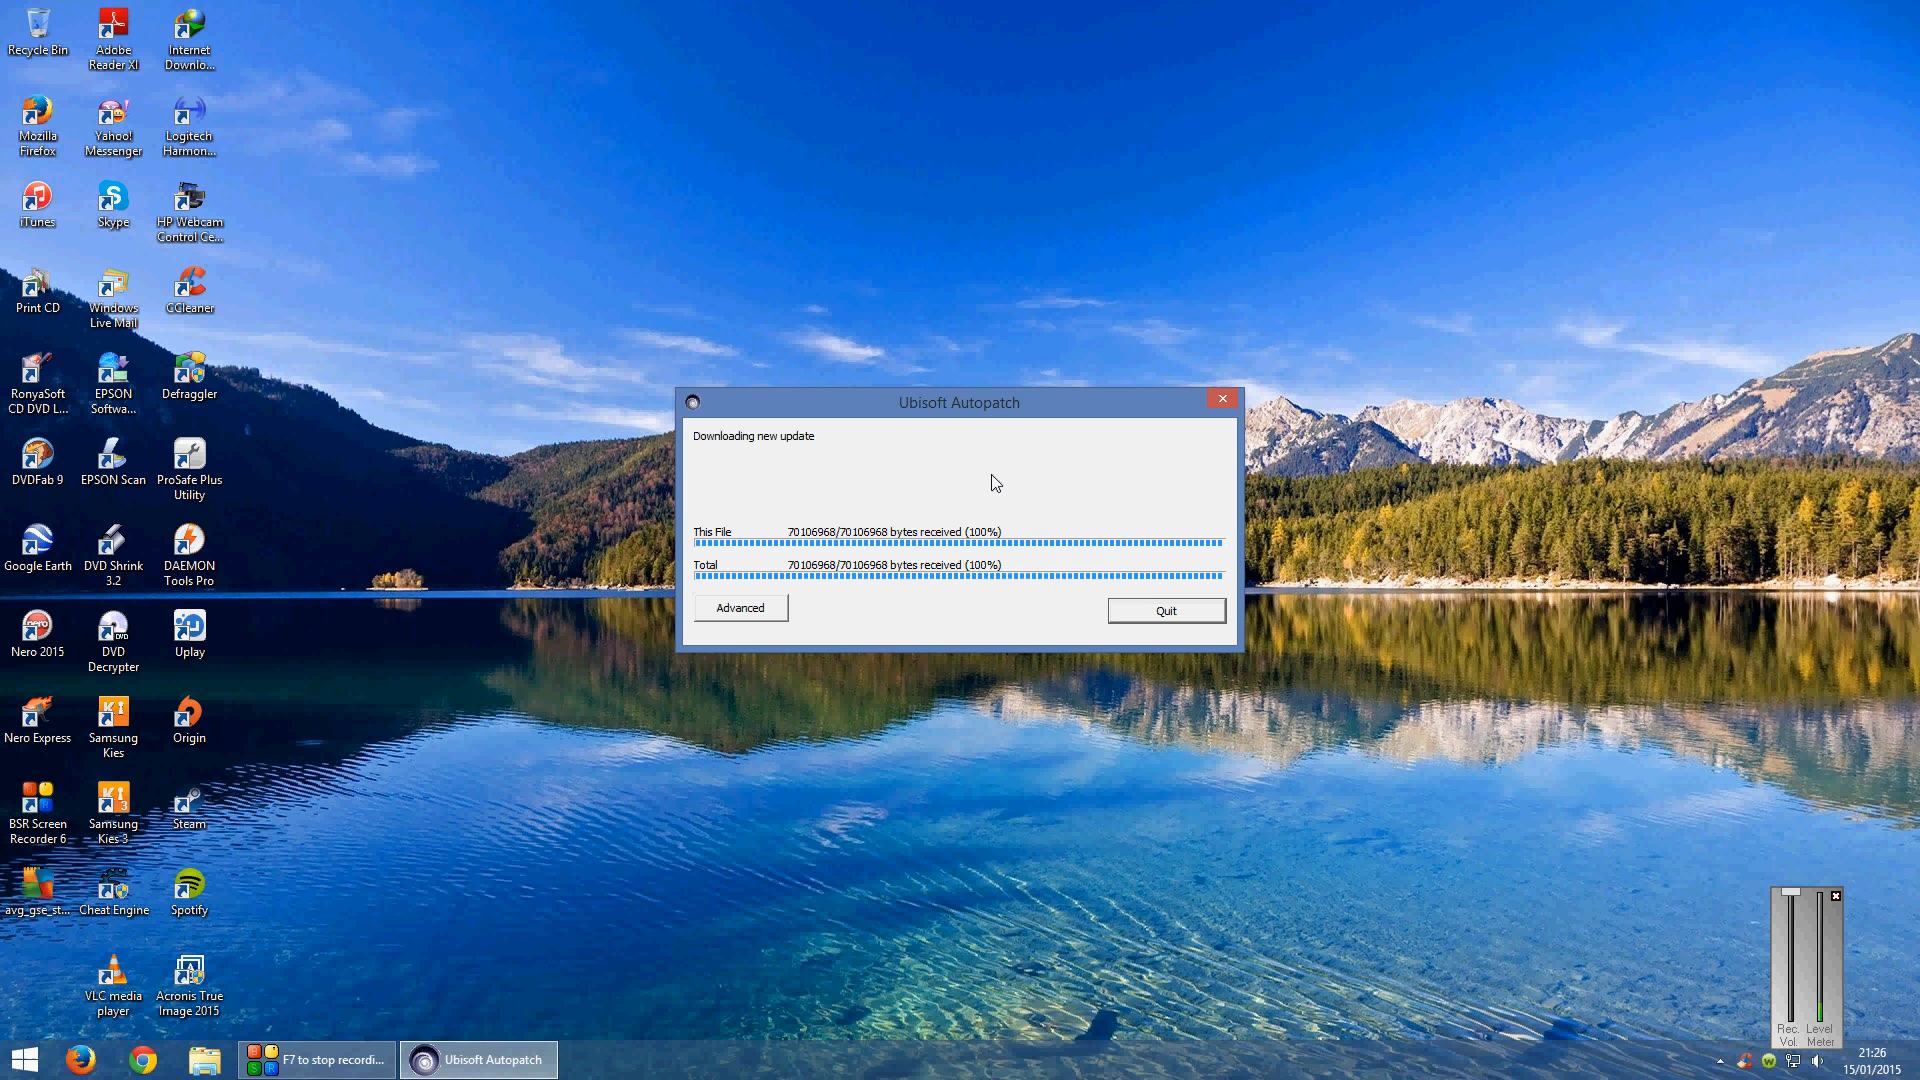 Recycle Bin
Adobe
Reader XI
Internet
Downlo...
Mozilla
Firefox
Yahoo!
Messenger
Logitech
Harmon...
iTunes
Skype
HP Webcam
Control Ce...
Print CD
Windows
Live Mail
CCleaner
RonyaSoft
CD DVD L...
EPSON
Softwa...
Defraggler
DVDFab 9
EPSON Scan
ProSafe Plus
Utility
Google Earth
DVD Shrink
3.2
DAEMON
Tools Pro
Nero 2015
DVD
Decrypter
Uplay
Nero Express
Samsung
Kies
Origin
BSR Screen
Recorder 6
Samsung
Kies 3
Steam
avg_gse_st...
Cheat Engine
Spotify
VLC media
player
Acronis True
Image 2015
Ubisoft Autopatch
Downloading new update
This File 70106968/70106968 bytes received (100%)
Total 70106968/70106968 bytes received (100%)
Advanced
Quit
Rec. Level
Vol. Meter
F7 to stop recordi...
Ubisoft Autopatch
21:26
15/01/2015